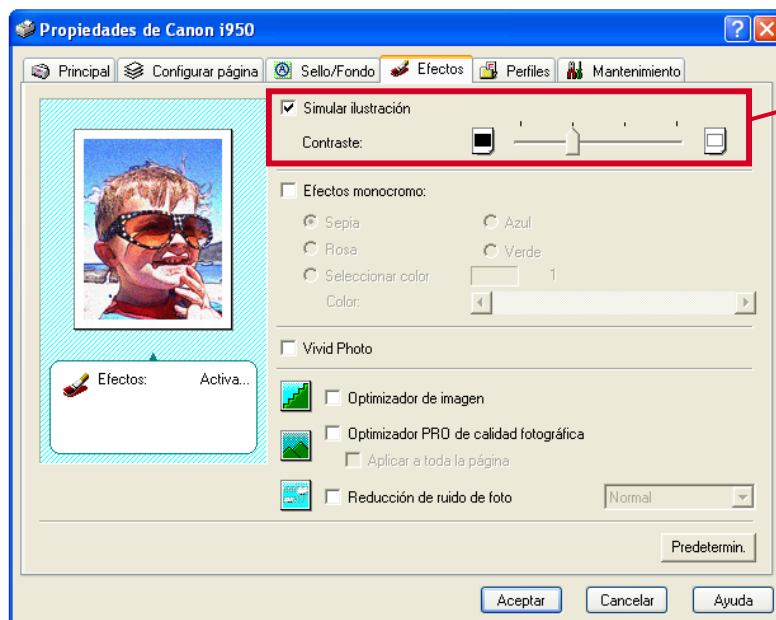 Propiedades de Canon i950
Principal Configurar página Sello/Fondo Efectos Perfiles Mantenimiento
Simular ilustración
Contraste:
Efectos monocromo:
Sepia Azul
Rosa Verde
Seleccionar color 1
Color:
Vivid Photo
Efectos: Activa...
Optimizador de imagen
Optimizador PRO de calidad fotográfica
Aplicar a toda la página
Reducción de ruido de foto Normal
Predetermin.
Aceptar Cancelar Ayuda